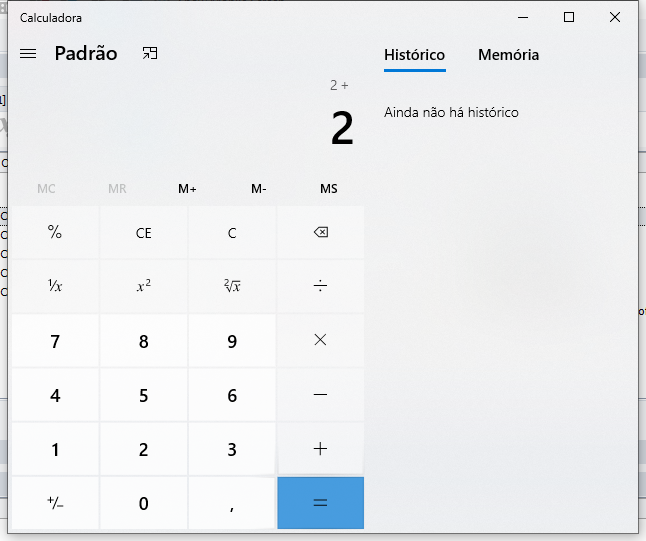 Calculadora
Padrão
Histórico Memória
2 +
2
Ainda não há histórico
MC MR M+ M- MS
% CE C
¹/x x² ²√x ÷
7 8 9 ×
4 5 6 −
1 2 3 +
+/− 0 , =